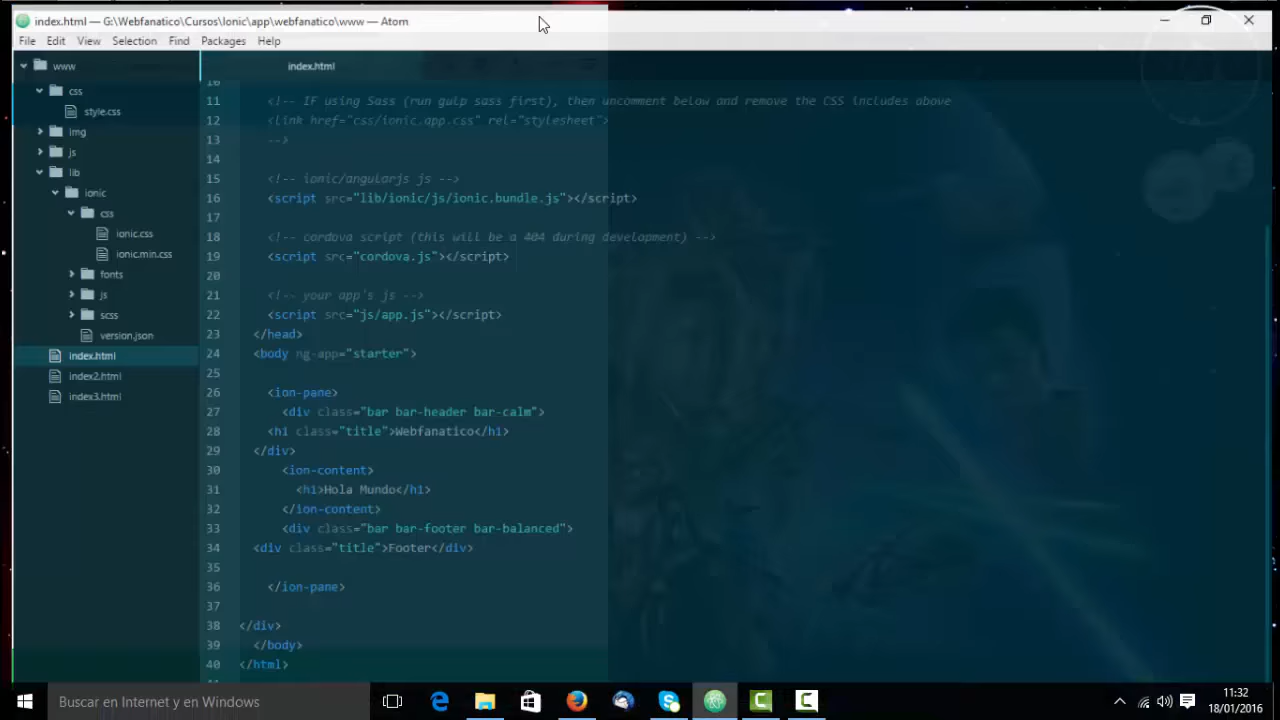 index.html — G:\Webfanatico\Cursos\Ionic\app\webfanatico\www — Atom
File Edit View Selection Find Packages Help
www
css
style.css
img
js
lib
ionic
css
ionic.css
ionic.min.css
fonts
js
scss
version.json
index.html
index2.html
index3.html
index.html
10
11 <!-- IF using Sass (run gulp sass first), then uncomment below and remove the CSS includes above
12 <link href="css/ionic.app.css" rel="stylesheet">
13 -->
14
15 <!-- ionic/angularjs js -->
16 <script src="lib/ionic/js/ionic.bundle.js"></script>
17
18 <!-- cordova script (this will be a 404 during development) -->
19 <script src="cordova.js"></script>
20
21 <!-- your app's js -->
22 <script src="js/app.js"></script>
23 </head>
24 <body ng-app="starter">
25
26 <ion-pane>
27 <div class="bar bar-header bar-calm">
28 <h1 class="title">Webfanatico</h1>
29 </div>
30 <ion-content>
31 <h1>Hola Mundo</h1>
32 </ion-content>
33 <div class="bar bar-footer bar-balanced">
34 <div class="title">Footer</div>
35
36 </ion-pane>
37
38 </div>
39 </body>
40 </html>
Buscar en Internet y en Windows
11:32
18/01/2016